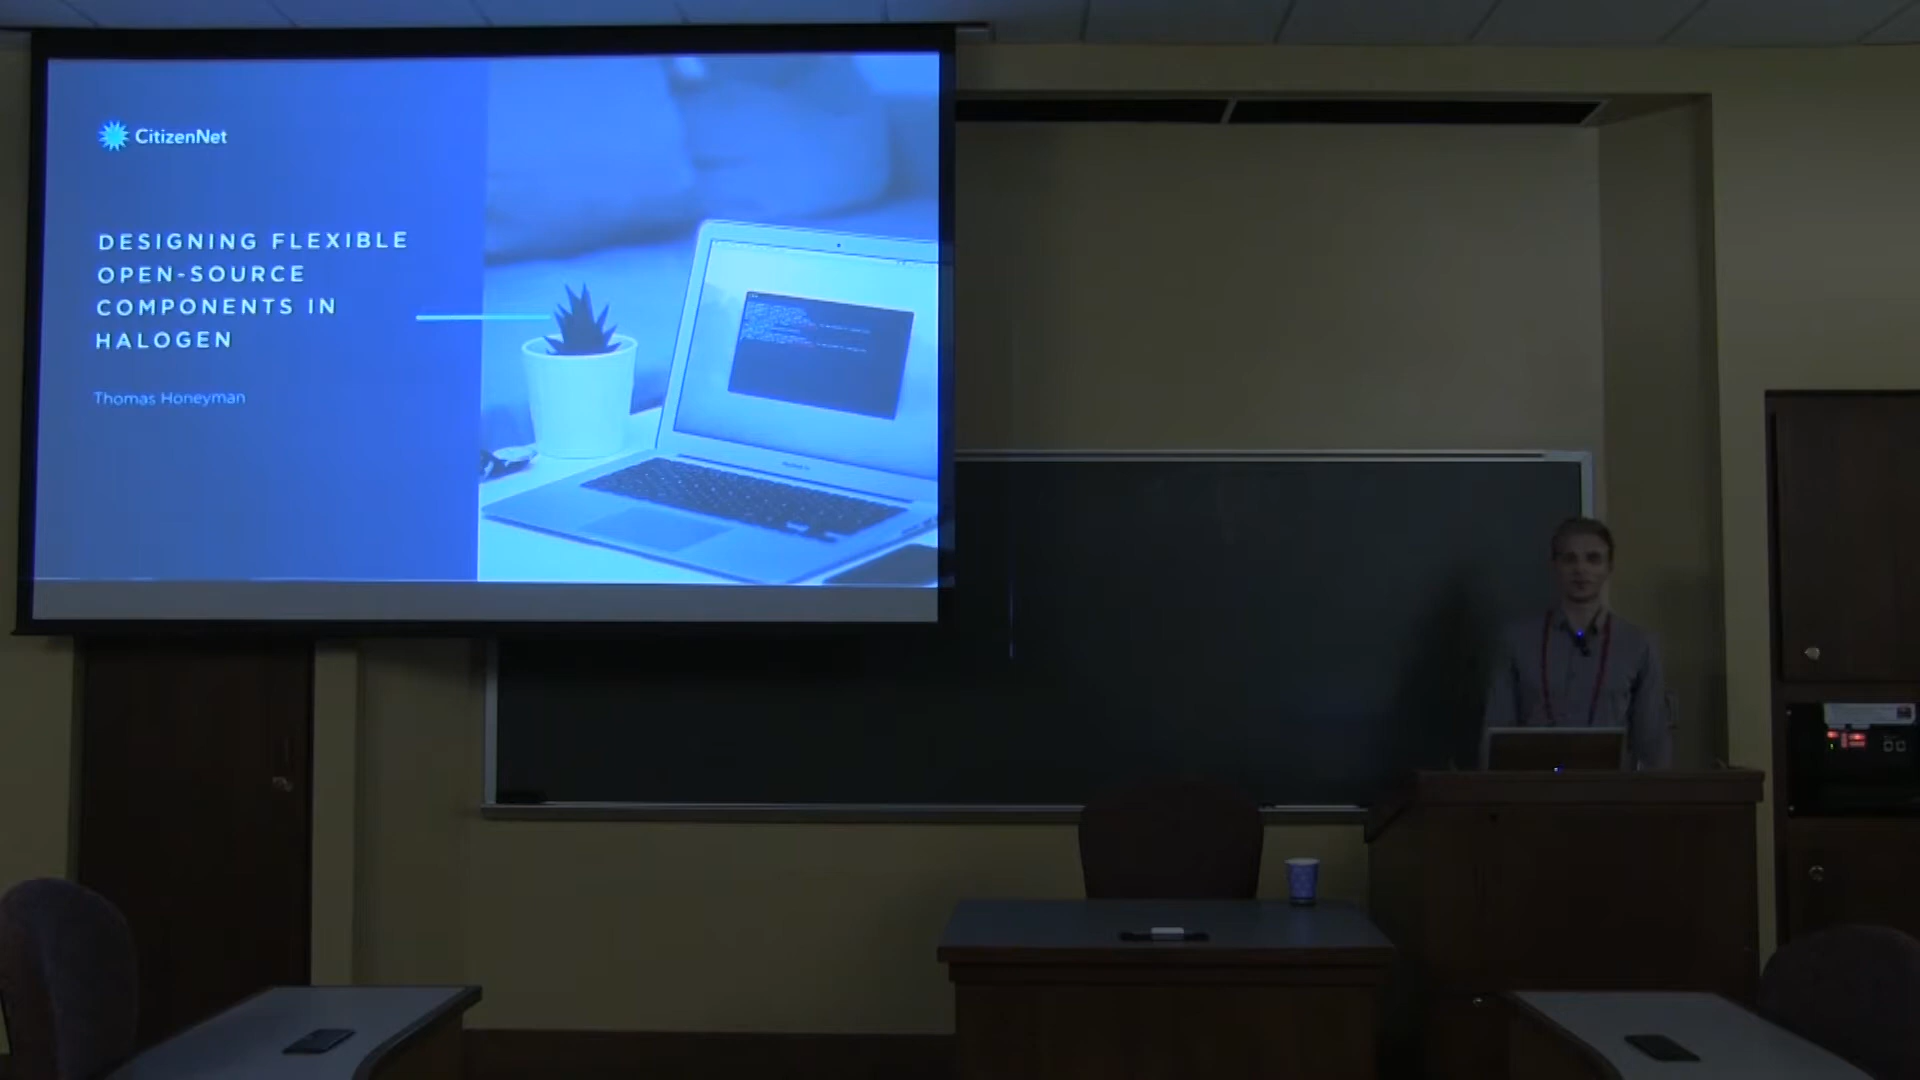 CitizenNet
DESIGNING FLEXIBLE
OPEN-SOURCE
COMPONENTS IN
HALOGEN
Thomas Honeyman